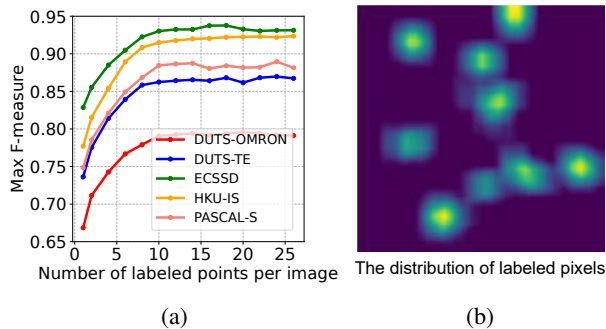 0.95
0.90
0.85
0.80
0.75
0.70
0.65
Max F-measure
DUTS-OMRON
DUTS-TE
ECSSD
HKU-IS
PASCAL-S
0 5 10 15 20 25
Number of labeled points per image
The distribution of labeled pixels
(a)
(b)